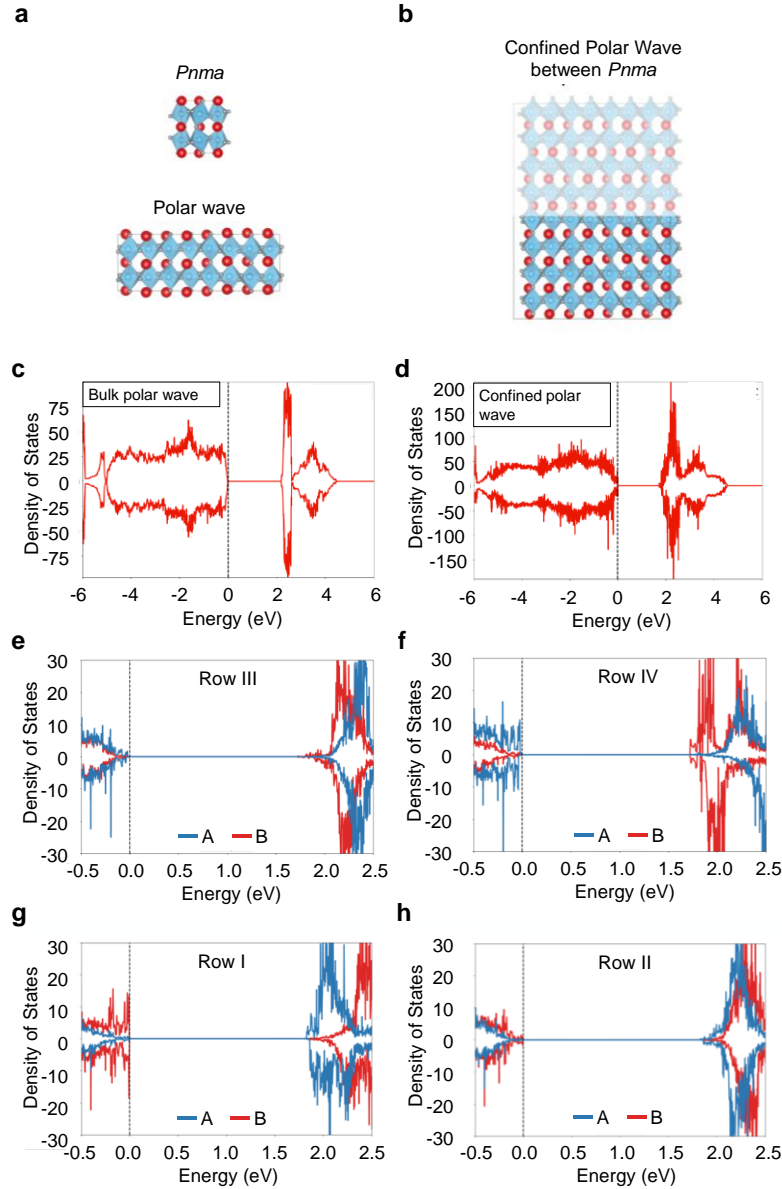 a
b
Pnma
Confined Polar Wave
between Pnma
Polar wave
c
d
Bulk polar wave
Density of States
75
50
25
0
-25
-50
-75
-6
-4
-2
0
2
4
6
Energy (eV)
Confined polar
wave
Density of States
200
150
100
50
0
-50
-100
-150
-6
-4
-2
0
2
4
6
Energy (eV)
e
f
Row III
Density of States
30
20
10
0
-10
-20
-30
A B
-0.5
0.0
0.5
1.0
1.5
2.0
2.5
Energy (eV)
Row IV
Density of States
30
20
10
0
-10
-20
-30
A B
-0.5
0.0
0.5
1.0
1.5
2.0
2.5
Energy (eV)
g
h
Row I
Density of States
30
20
10
0
-10
-20
-30
A B
-0.5
0.0
0.5
1.0
1.5
2.0
2.5
Energy (eV)
Row II
Density of States
30
20
10
0
-10
-20
-30
A B
-0.5
0.0
0.5
1.0
1.5
2.0
2.5
Energy (eV)